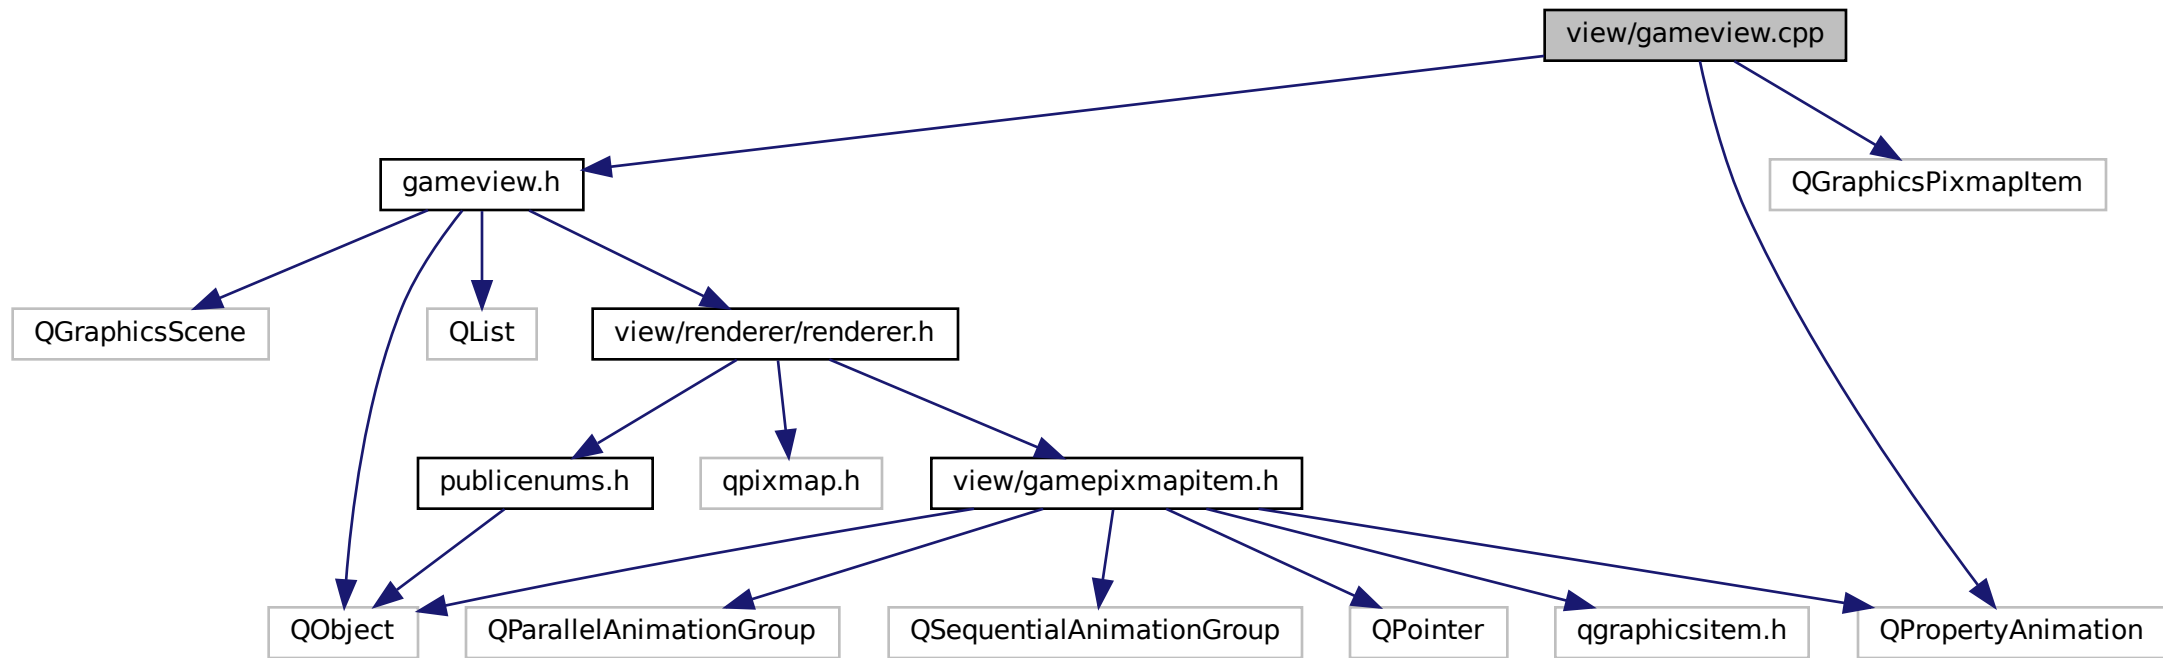 view/gameview.cpp
gameview.h
QGraphicsPixmapItem
QGraphicsScene
QList
view/renderer/renderer.h
publicenums.h
qpixmap.h
view/gamepixmapitem.h
QObject
QParallelAnimationGroup
QSequentialAnimationGroup
QPointer
qgraphicsitem.h
QPropertyAnimation